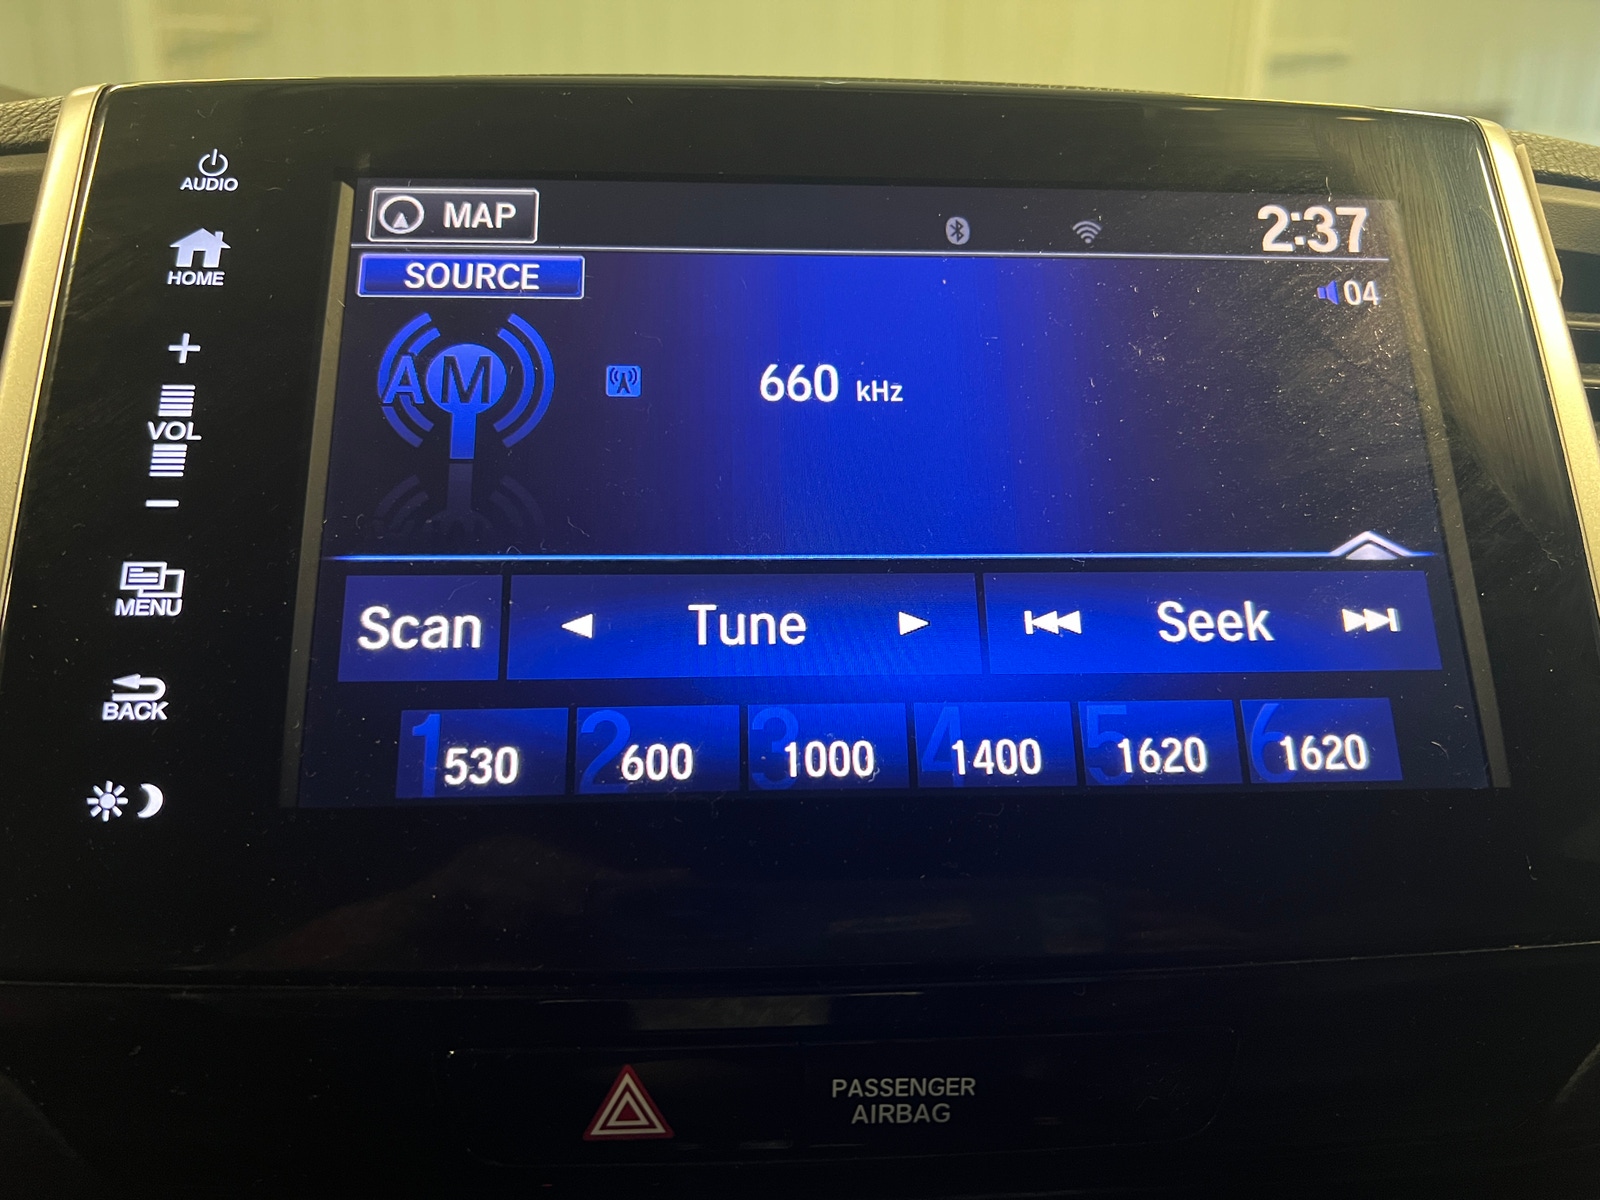 AUDIO
MAP
2:37
HOME
SOURCE
04
AM
660 kHz
VOL
MENU
Scan
Tune
Seek
BACK
1 530
2 600
3 1000
4 1400
5 1620
6 1620
PASSENGER
AIRBAG